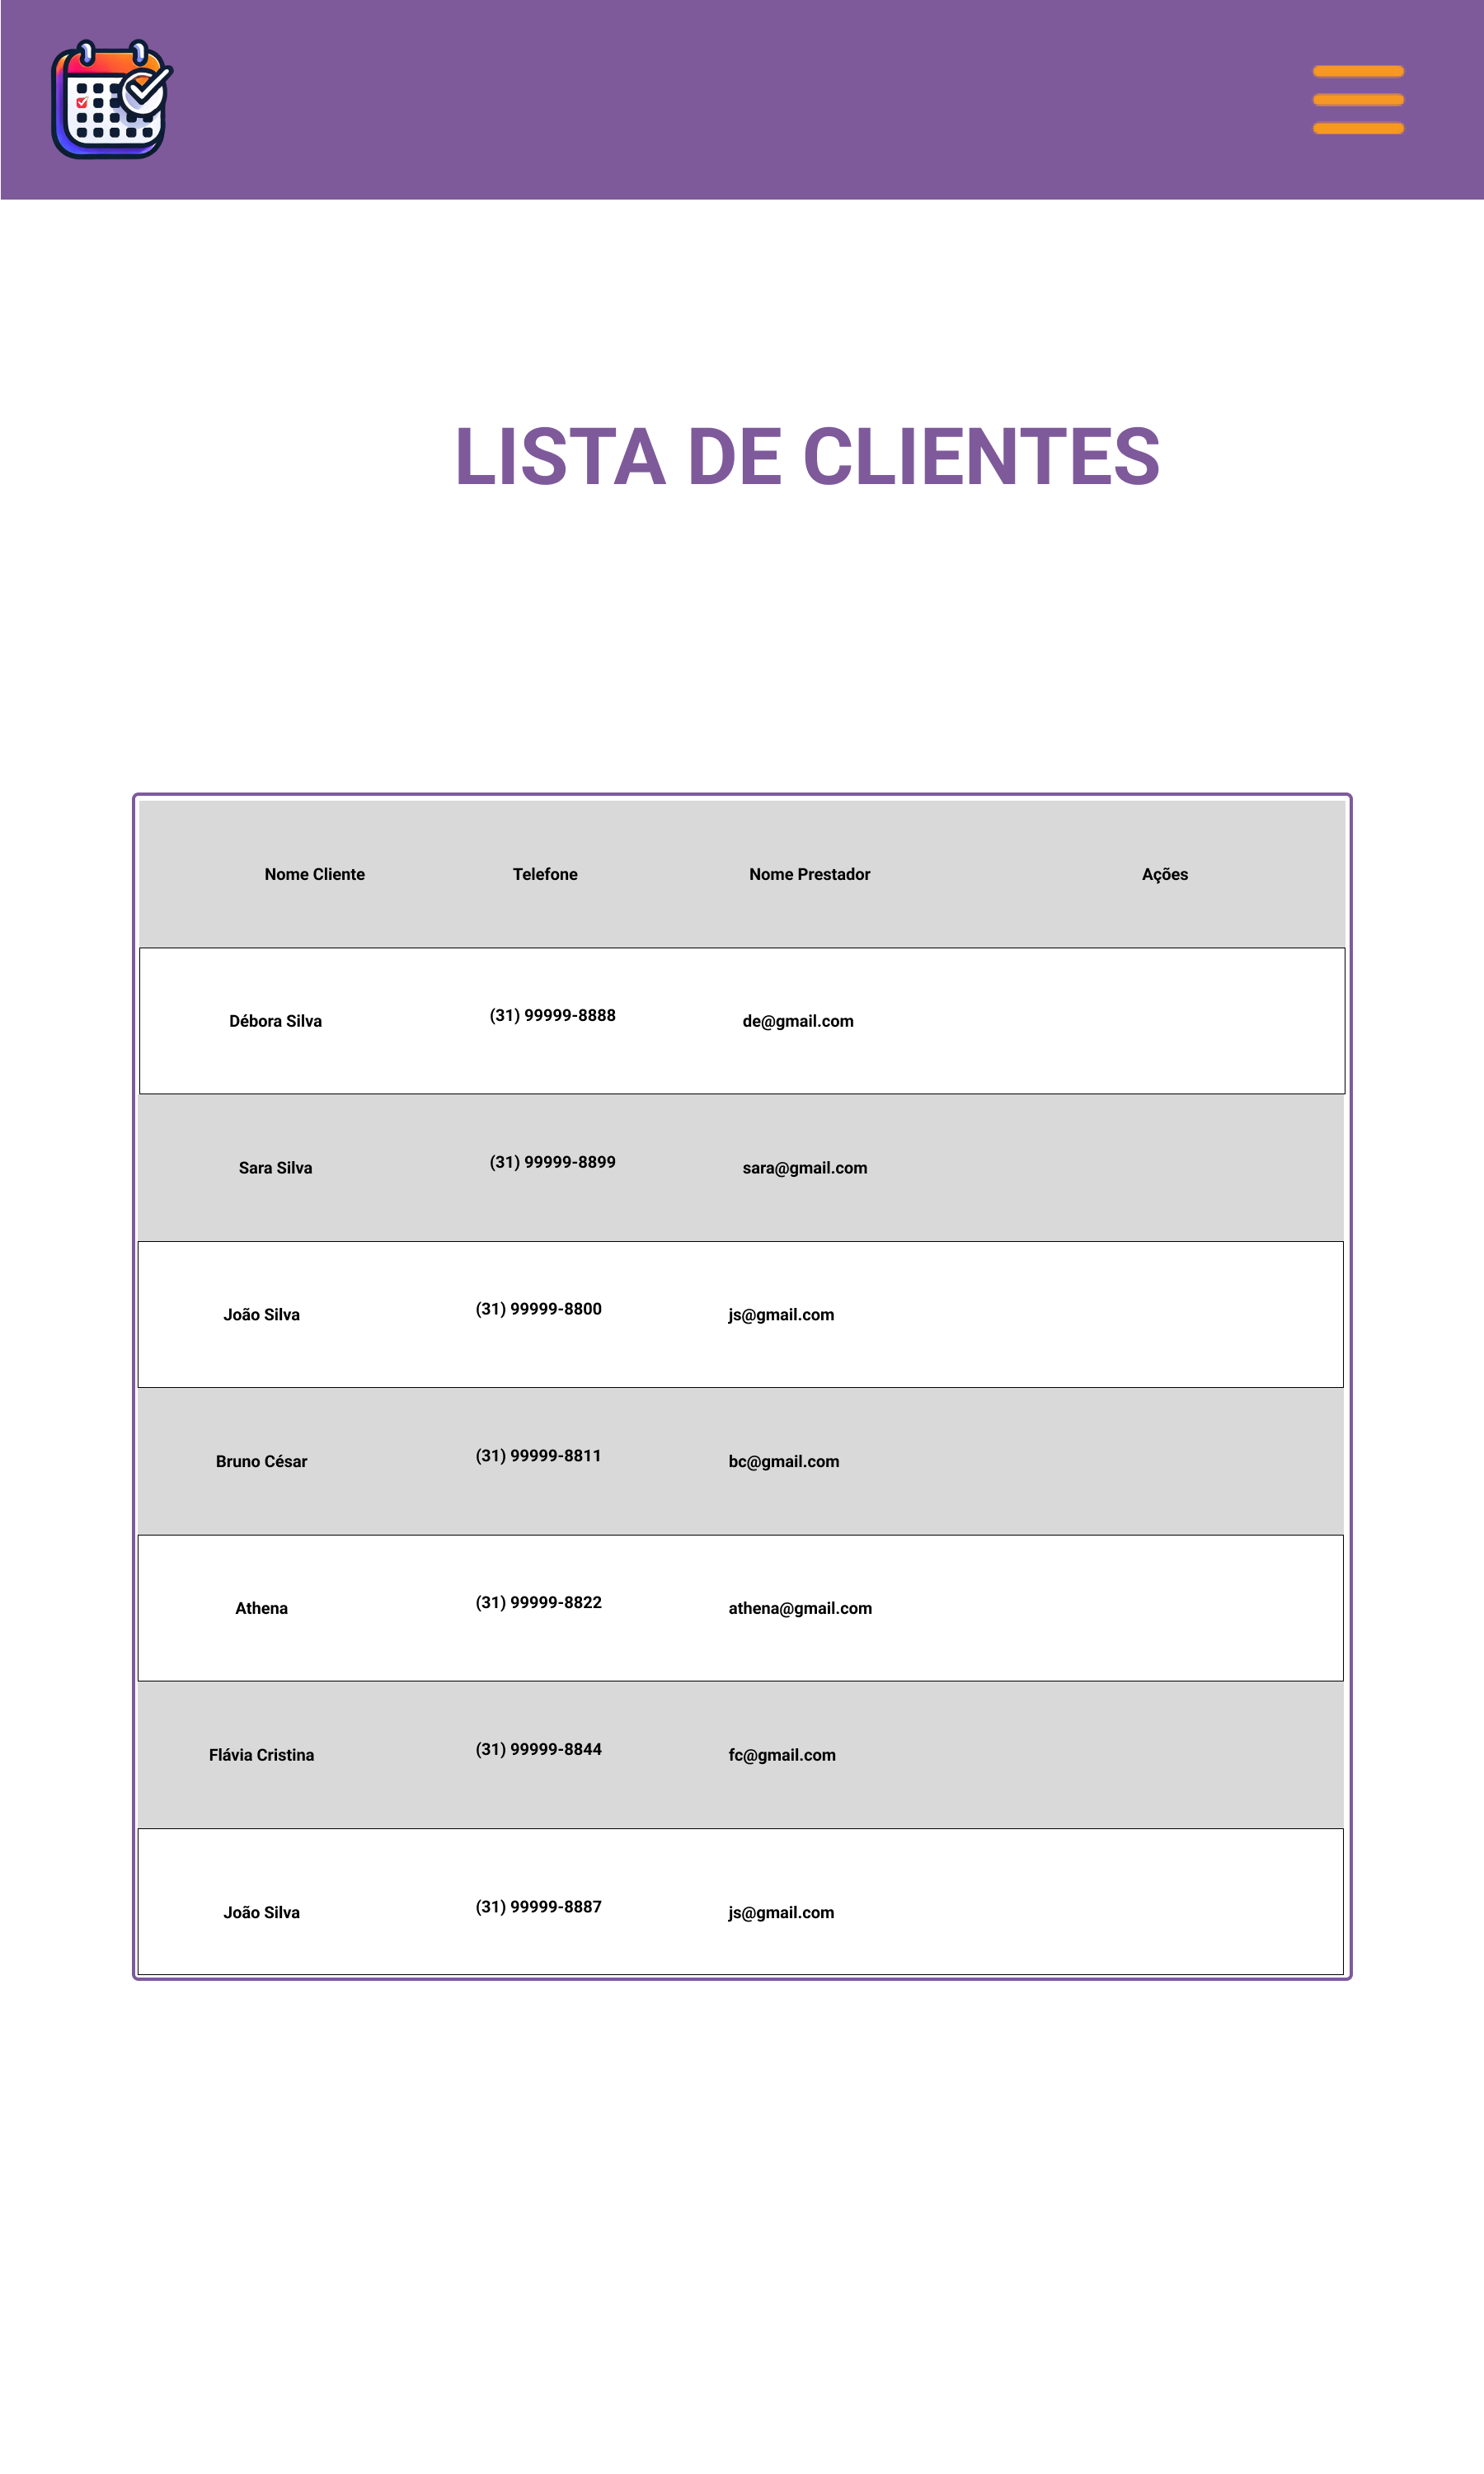 LISTA DE CLIENTES
Nome Cliente Telefone Nome Prestador Ações
Débora Silva (31) 99999-8888 de@gmail.com
Sara Silva (31) 99999-8899 sara@gmail.com
João Silva (31) 99999-8800 js@gmail.com
Bruno César (31) 99999-8811 bc@gmail.com
Athena (31) 99999-8822 athena@gmail.com
Flávia Cristina (31) 99999-8844 fc@gmail.com
João Silva (31) 99999-8887 js@gmail.com